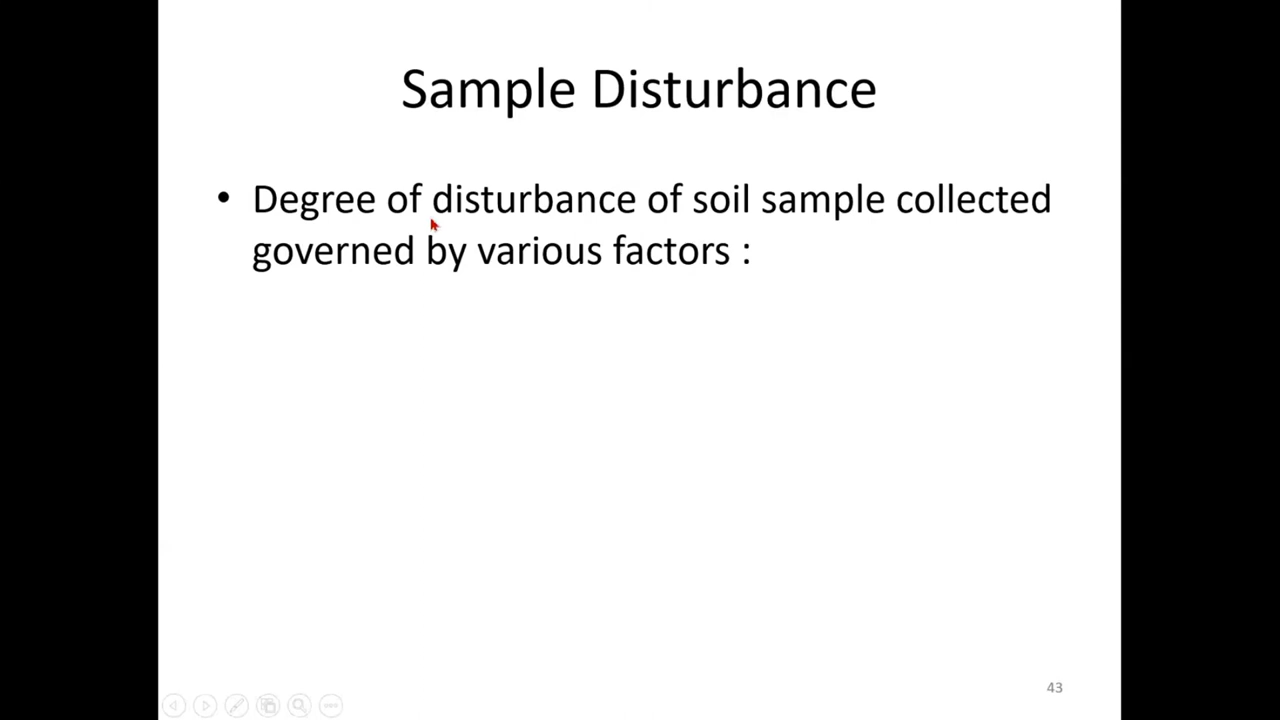 Sample Disturbance
• Degree of disturbance of soil sample collected
governed by various factors :
43